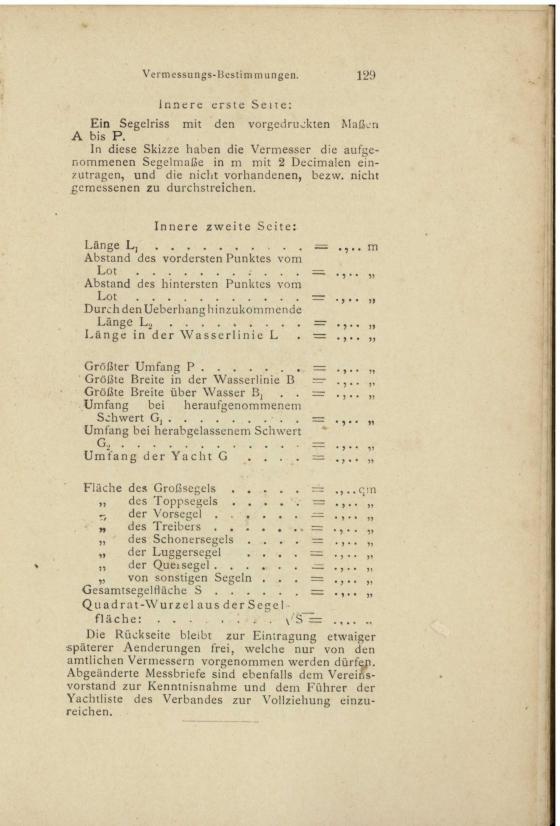 Vermessungs-Bestimmungen. 129
Innere erste Seite:
Ein Segelriss mit den vorgedruckten Maßen
A bis P.
In diese Skizze haben die Vermesser die aufge-
nommenen Segelmaße in m mit 2 Decimalen ein-
zutragen, und die nicht vorhandenen, bezw. nicht
gemessenen zu durchstreichen.
Innere zweite Seite:
Länge L₁ . . . . . . . . . . = .,.. m
Abstand des vordersten Punktes vom
Lot . . . . . . . . . . . = .,.. „
Abstand des hintersten Punktes vom
Lot . . . . . . . . . . . = .,.. „
Durch den Ueberhang hinzukommende
Länge L₂ . . . . . . . . . = .,.. „
Länge in der Wasserlinie L . = .,.. „
Größter Umfang P . . . . . . . = .,.. „
Größte Breite in der Wasserlinie B = .,.. „
Größte Breite über Wasser B₁ . . = .,.. „
Umfang bei heraufgenommenem
Schwert G₁ . . . . . . . . . = .,.. „
Umfang bei herabgelassenem Schwert
G₂ . . . . . . . . . . . . = .,.. „
Umfang der Yacht G . . . . = .,.. „
Fläche des Großsegels . . . . . = .,.. qm
„ des Toppsegels . . . . . = .,.. „
„ der Vorsegel . . . . . . = .,.. „
„ des Treibers . . . . . . = .,.. „
„ des Schonersegels . . . . = .,.. „
„ der Luggersegel . . . . . = .,.. „
„ der Queisegel . . . . . . = .,.. „
„ von sonstigen Segeln . . . = .,.. „
Gesamtsegelfläche S . . . . . . = .,.. „
Quadrat-Wurzel aus der Segel-
fläche: . . . . . . . . √S = .... „
Die Rückseite bleibt zur Eintragung etwaiger
späterer Aenderungen frei, welche nur von den
amtlichen Vermessern vorgenommen werden dürfen.
Abgeänderte Messbriefe sind ebenfalls dem Vereins-
vorstand zur Kenntnisnahme und dem Führer der
Yachtliste des Verbandes zur Vollziehung einzu-
reichen.